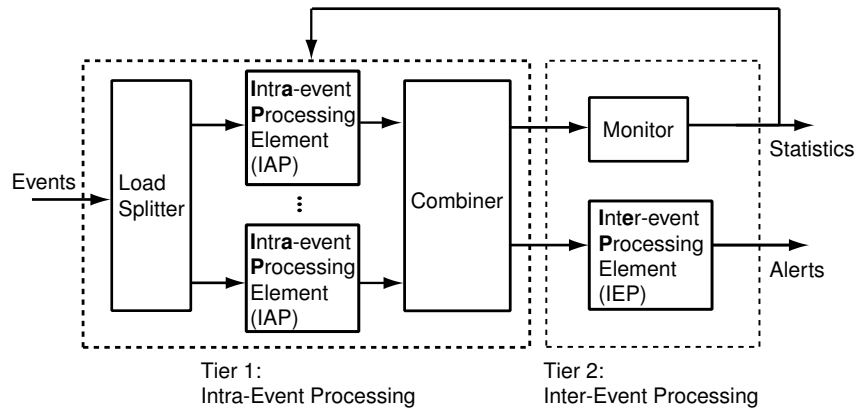 Events
Load
Splitter
Intra-event
Processing
Element
(IAP)
...
Intra-event
Processing
Element
(IAP)
Combiner
Monitor
Statistics
Inter-event
Processing
Element
(IEP)
Alerts
Tier 1:
Intra-Event Processing
Tier 2:
Inter-Event Processing